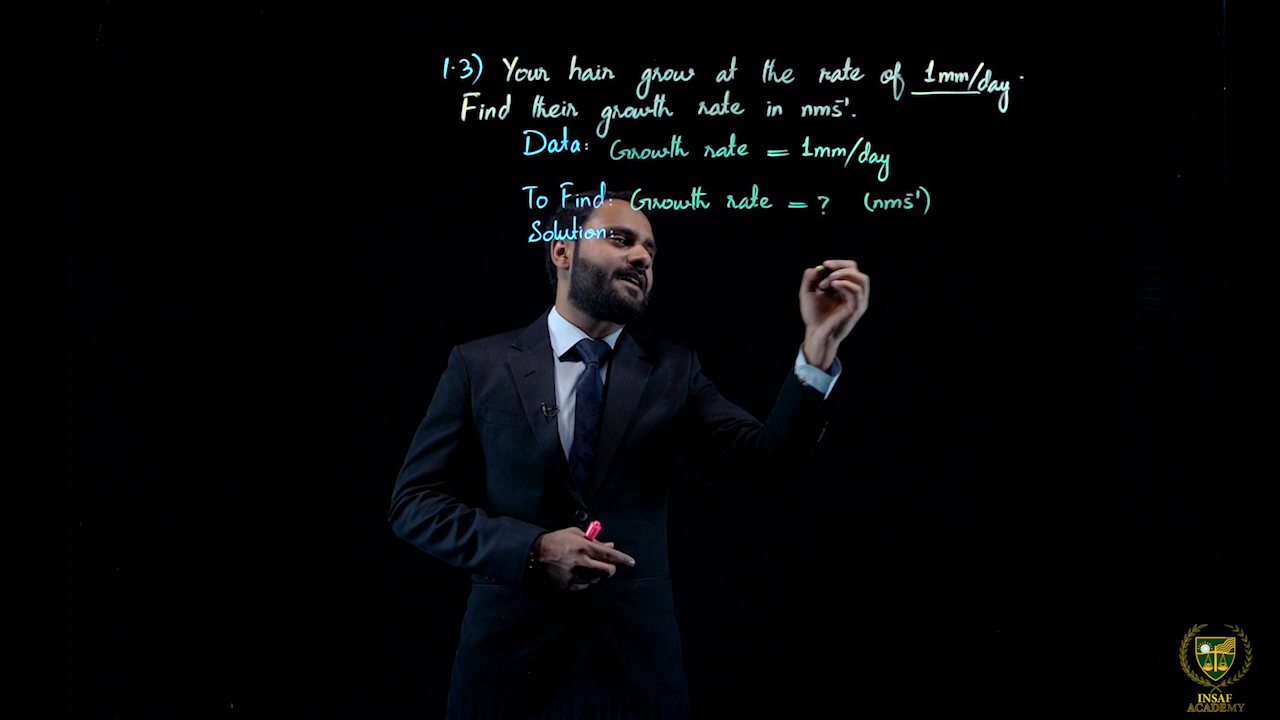 1.3) Your hair grow at the rate of 1mm/day.
Find their growth rate in nms⁻¹.
Data: Growth rate = 1mm/day
To Find: Growth rate = ? (nms⁻¹)
Solution:
INSAF
ACADEMY